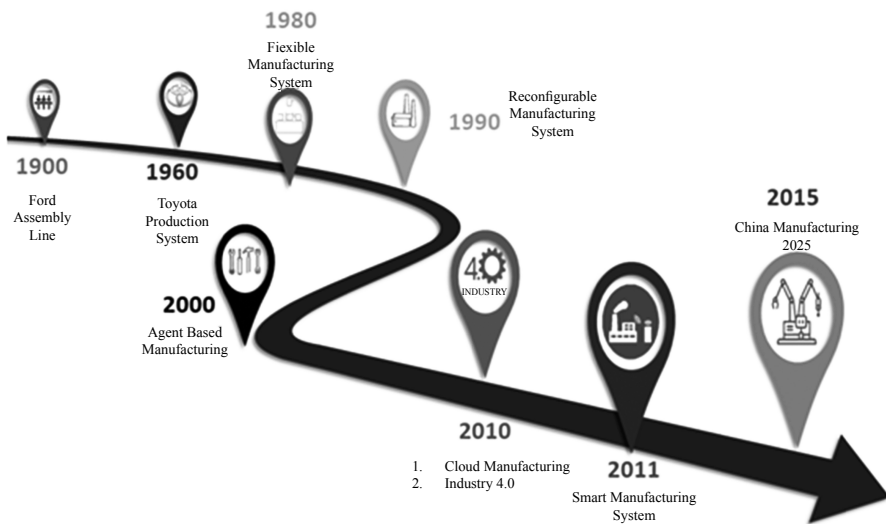 1900
Ford
Assembly
Line
1960
Toyota
Production
System
1980
Fiexible
Manufacturing
System
1990
Reconfigurable
Manufacturing
System
2000
Agent Based
Manufacturing
4.0
INDUSTRY
2010
1. Cloud Manufacturing
2. Industry 4.0
2011
Smart Manufacturing
System
2015
China Manufacturing
2025